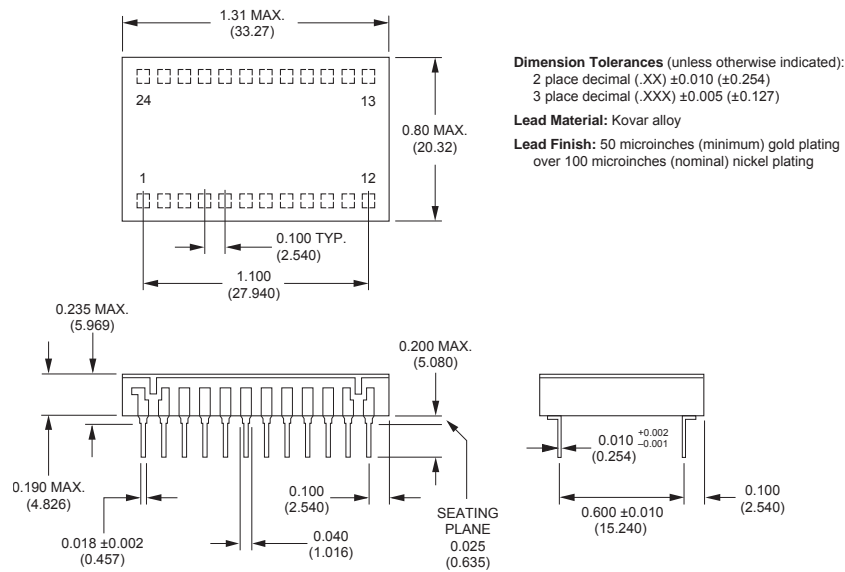 1.31 MAX.
(33.27)
Dimension Tolerances (unless otherwise indicated):
2 place decimal (.XX) ±0.010 (±0.254)
3 place decimal (.XXX) ±0.005 (±0.127)
Lead Material: Kovar alloy
Lead Finish: 50 microinches (minimum) gold plating
over 100 microinches (nominal) nickel plating
24
13
0.80 MAX.
(20.32)
1
12
0.100 TYP.
(2.540)
1.100
(27.940)
0.235 MAX.
(5.969)
0.200 MAX.
(5.080)
0.190 MAX.
(4.826)
0.018 ±0.002
(0.457)
0.040
(1.016)
0.100
(2.540)
SEATING
PLANE
0.025
(0.635)
0.010 +0.002
–0.001
(0.254)
0.600 ±0.010
(15.240)
0.100
(2.540)